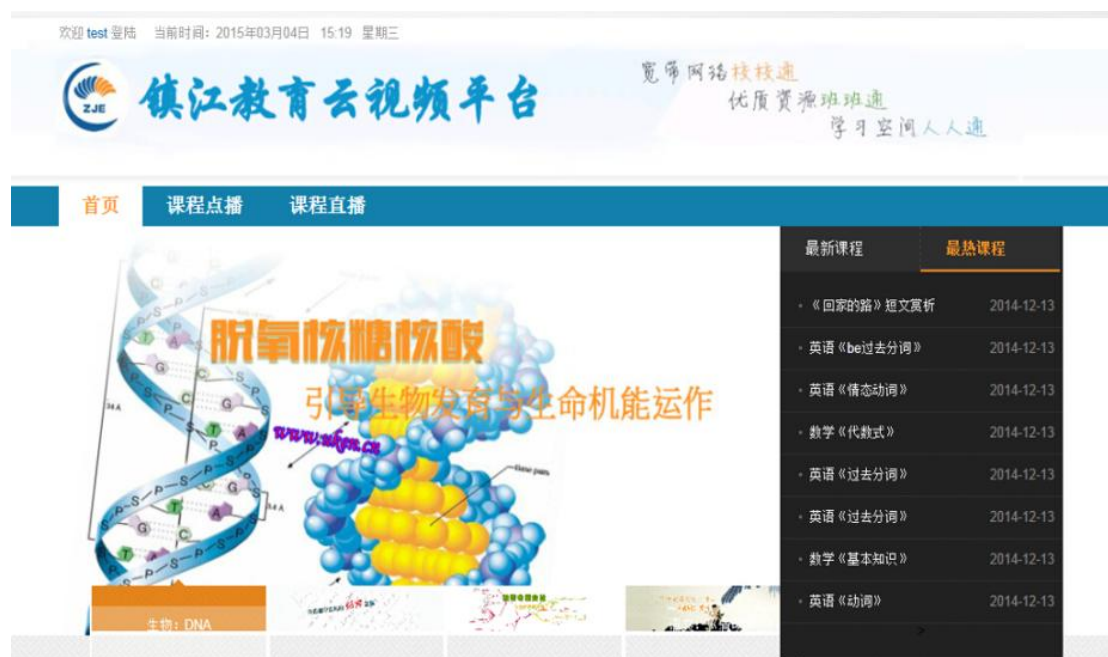 欢迎 test 登陆 当前时间：2015年03月04日 15:19 星期三
ZJE
镇江教育云视频平台
宽带网络校校通
优质资源班班通
学习空间人人通
首页 课程点播 课程直播
最新课程 最热课程
《回家的路》短文赏析 2014-12-13
英语《be过去分词》 2014-12-13
英语《情态动词》 2014-12-13
数学《代数式》 2014-12-13
英语《过去分词》 2014-12-13
英语《过去分词》 2014-12-13
数学《基本知识》 2014-12-13
英语《动词》 2014-12-13
>
脱氧核糖核酸
引导生物发育与生命机能运作
www.uken.cn
Base pairs
34 A
3.4 A
生物：DNA